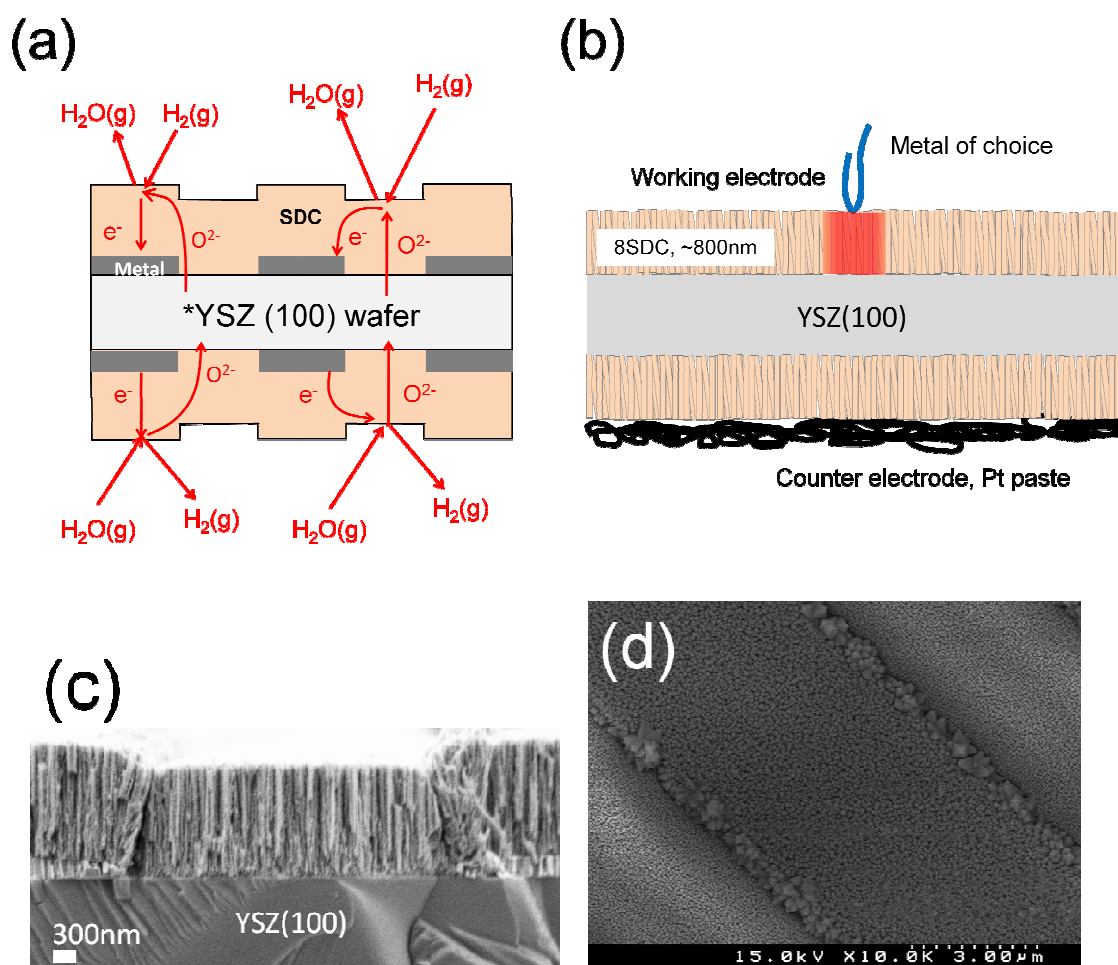 (a)
H₂O(g) H₂(g) H₂O(g) H₂(g)
SDC
e⁻ O²⁻ e⁻ O²⁻
Metal
*YSZ (100) wafer
e⁻ O²⁻ e⁻ O²⁻
H₂O(g) H₂(g) H₂O(g) H₂(g)
(b)
Metal of choice
Working electrode
8SDC, ~800nm
YSZ(100)
Counter electrode, Pt paste
(c)
YSZ(100)
300nm
(d)
15.0kV X10.0K 3.00μm